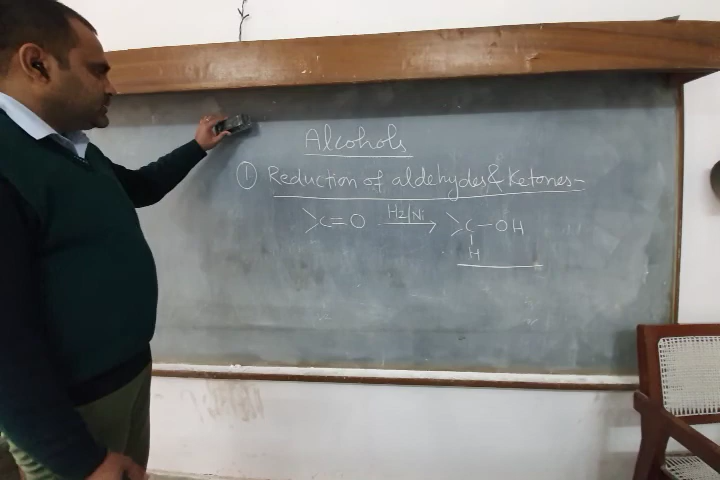 Alcohols
① Reduction of aldehydes & Ketones-
>C=O H2/Ni → >C-OH
H